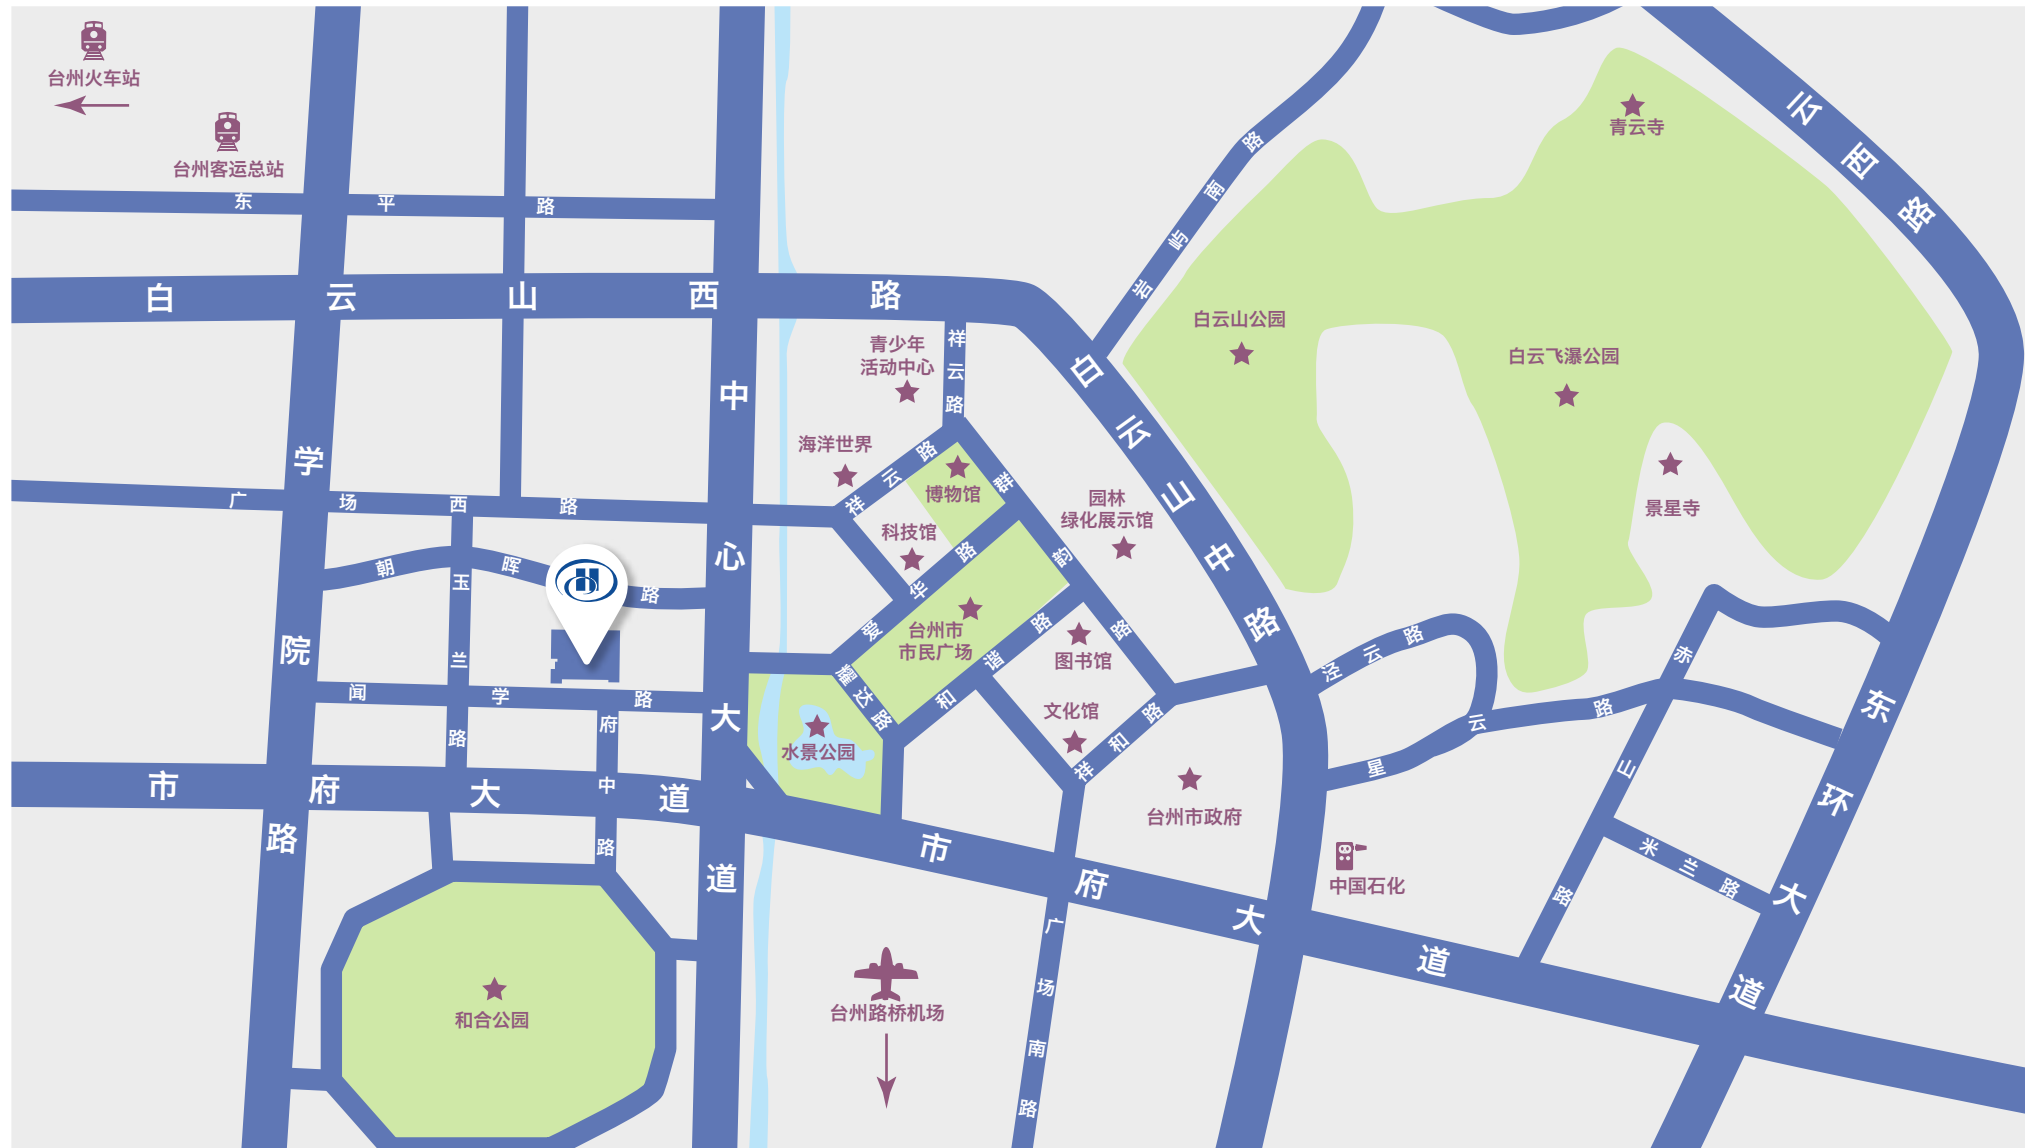 台州火车站
台州客运总站
东平路
白云山西路
学院路
中心大道
广场西路
朝晖路
玉兰路
闻学路
府中路
市府大道
和合公园
青少年
活动中心
祥云路
海洋世界
祥云路
博物馆
科技馆
群韵路
园林
绿化展示馆
爱华路
台州市
市民广场
耀达路
和谐路
图书馆
文化馆
祥和路
水景公园
台州市政府
市府大道
台州路桥机场
广场南路
白云山中路
岩屿南路
青云寺
白云山公园
白云飞瀑公园
景星寺
云西路
泾云路
星云路
赤山路
米兰路
东环大道
中国石化